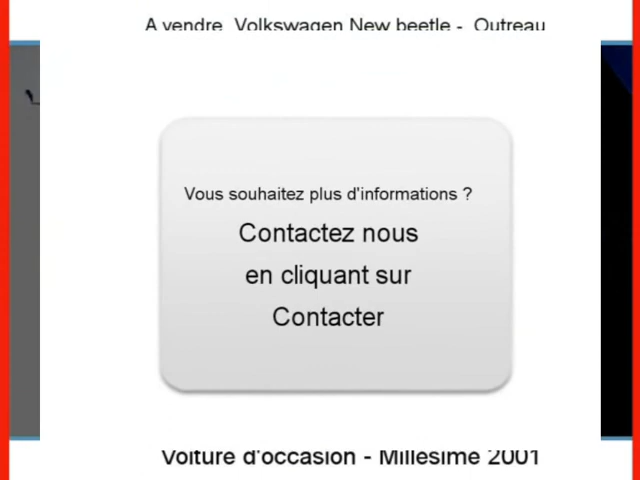 A vendre Volkswagen New beetle - Outreau
Vous souhaitez plus d'informations ?
Contactez nous
en cliquant sur
Contacter
Voiture d'occasion - Millesime 2001